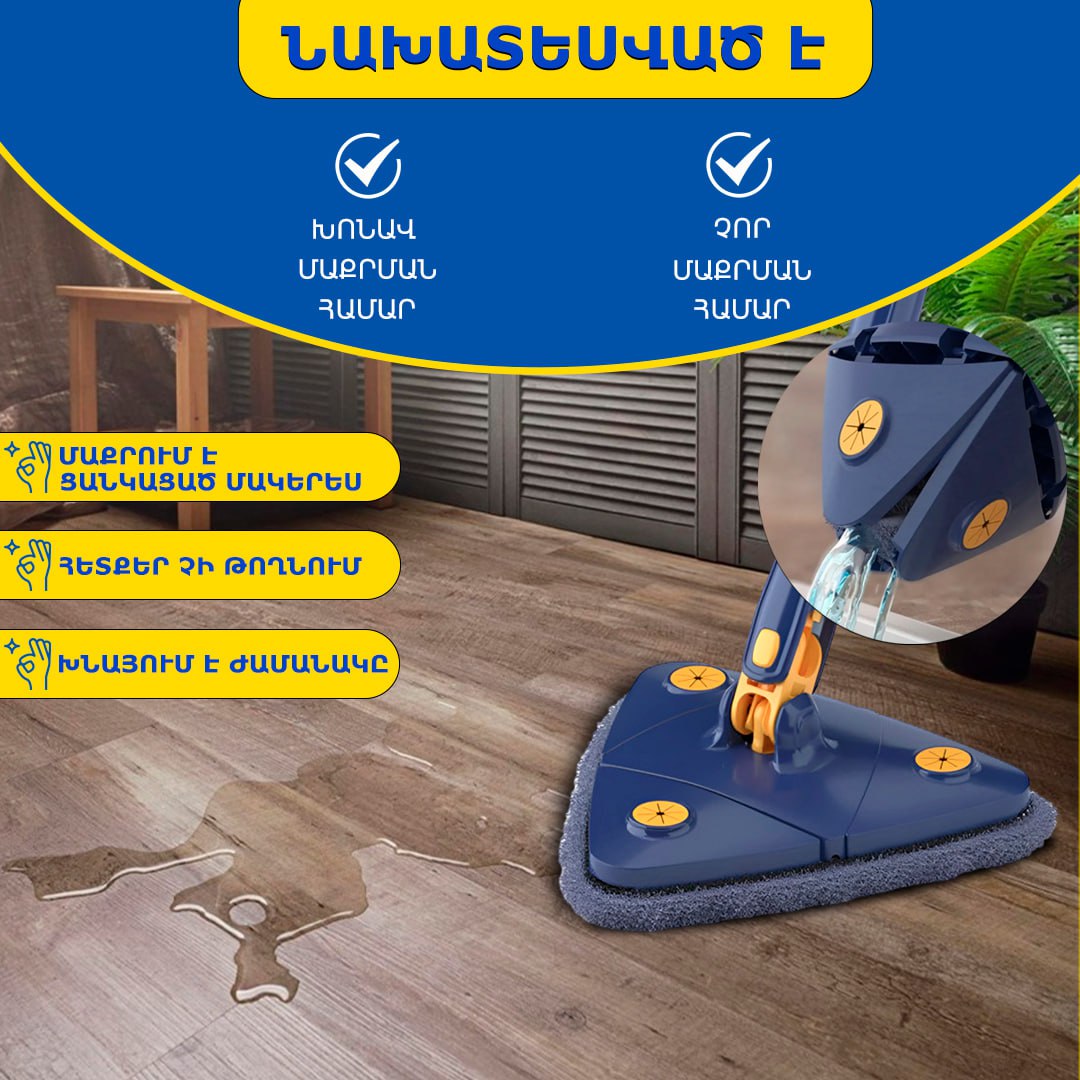 ՆԱԽԱՏԵՍՎԱԾ Է
ԽՈՆԱՎ
ՄԱՔՐՄԱՆ
ՀԱՄԱՐ
ՉՈՐ
ՄԱՔՐՄԱՆ
ՀԱՄԱՐ
ՄԱՔՐՈՒՄ Է
ՑԱՆԿԱՑԱԾ ՄԱԿԵՐԵՍ
ՀԵՏՔԵՐ ՉԻ ԹՈՂՆՈՒՄ
ԽՆԱՅՈՒՄ Է ԺԱՄԱՆԱԿԸ